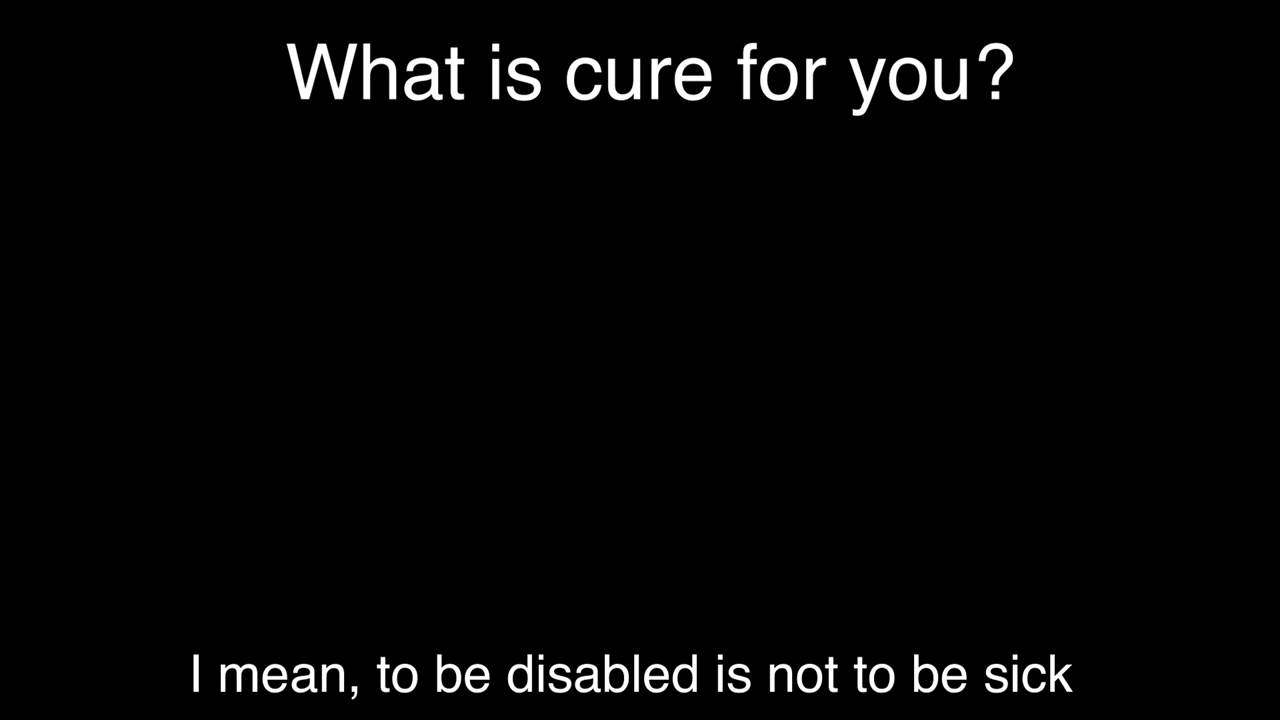 What is cure for you?
I mean, to be disabled is not to be sick